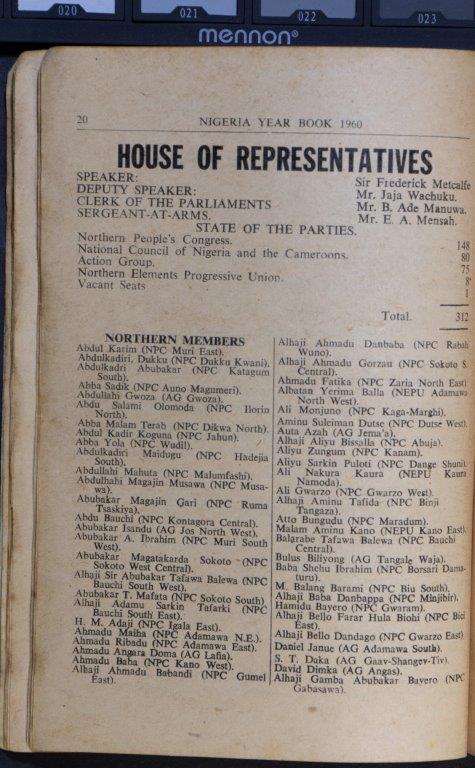 020
021
022
023
mennon®
20
NIGERIA YEAR BOOK 1960
HOUSE OF REPRESENTATIVES
SPEAKER: Sir Frederick Metcalfe
DEPUTY SPEAKER: Mr. Jaja Wachuku.
CLERK OF THE PARLIAMENTS Mr. B. Ade Manuwa.
SERGEANT-AT-ARMS. Mr. E. A. Mensah.
STATE OF THE PARTIES.
Northern People's Congress. 148
National Council of Nigeria and the Cameroons. 80
Action Group. 75
Northern Elements Progressive Union. 8
Vacant Seats 1
Total. 312
NORTHERN MEMBERS
Abdul Karim (NPC Muri East).
Abdulkadiri, Dukku (NPC Dukku Kwani).
Abdulkadri Abubakar (NPC Katagum
South).
Abba Sadik (NPC Auno Magumeri).
Abdullahi Gwoza (AG Gwoza).
Abdu Salami Olomoda (NPC Ilorin
North).
Abba Malam Terab (NPC Dikwa North).
Abdul Kadir Koguna (NPC Jahun).
Abba Yola (NPC Wudil).
Abdulkadiri Maidugu (NPC Hadejia
South).
Abdullahi Mahuta (NPC Malumfashi).
Abdulhahi Magajin Musawa (NPC Musa-
wa).
Abubakar Magajin Gari (NPC Ruma
Tsaskiya).
Abdu Bauchi (NPC Kontagora Central).
Abubakar Isandu (AG Jos North West).
Abubakar A. Ibrahim (NPC Muri South
West).
Abubakar Magatakarda Sokoto (NPC
Sokoto West Central).
Alhaji Sir Abubakar Tafawa Balewa (NPC
Bauchi South West).
Abubakar T. Mafata (NPC Sokoto South)
Alhaji Adamu Sarkin Tafarki (NPC
Bauchi South East).
H. M. Adaji (NPC Igala East).
Ahmadu Maiha (NPC Adamawa N.E.).
Ahmadu Ribadu (NPC Adamawa East).
Ahmadu Angara Doma (AG Lafia).
Ahmadu Baba (NPC Kano West).
Alhaji Ahmadu Babandi (NPC Gumel
East).
Alhaji Ahmadu Danbaba (NPC Rabah
Wuno).
Alhaji Ahmadu Gorzau (NPC Sokoto S.
Central).
Ahmadu Fatika (NPC Zaria North East)
Albatan Yerima Balla (NEPU Adamawa
North West).
Ali Monjuno (NPC Kaga-Marghi).
Aminu Suleiman Dutse (NPC Dutse West).
Auta Azah (AG Jema'a).
Alhaji Aliyu Bissalla (NPC Abuja).
Aliyu Zungum (NPC Kanam).
Aliyu Sarkin Puloti (NPC Dange Shuni).
Ali Nakura Kaura (NEPU Kaura
Namoda).
Ali Gwarzo (NPC Gwarzo West).
Alhaji Aminu Tafida (NPC Binji
Tangaza).
Atto Bungudu (NPC Maradum).
Malam Aminu Kano (NEPU Kano East)
Balgrabe Tafawa Balewa (NPC Bauchi
Central).
Bulus Biliyong (AG Tangale Waja).
Baba Shehu Ibrahim (NPC Borsari Dama-
turu).
M. Balang Barami (NPC Biu South).
Alhaji Baba Danbappa (NPC Minjibir).
Hamidu Bayero (NPC Gwaram).
Alhaji Bello Farar Hula Biohi (NPC Bici
East).
Alhaji Bello Dandago (NPC Gwarzo East)
Daniel Janue (AG Adamawa South).
S. T. Daka (AG Gaav-Shangev-Tiv).
David Dimka (AG Angas).
Alhaji Gamba Abubakar Bayero (NPC
Gabasawa).